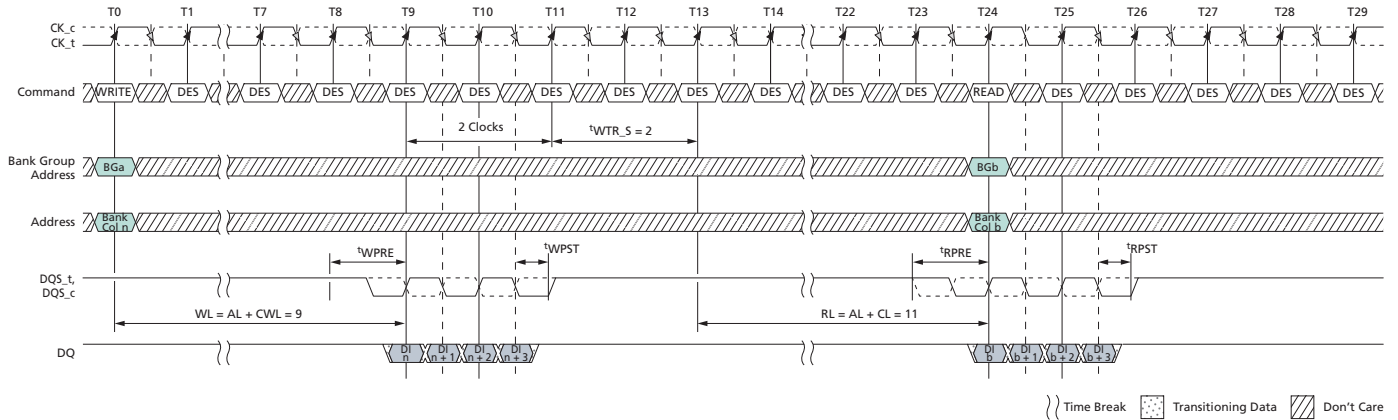 T0 T1 T7 T8 T9 T10 T11 T12 T13 T14 T22 T23 T24 T25 T26 T27 T28 T29
CK_c
CK_t
Command WRITE DES DES DES DES DES DES DES DES DES DES DES READ DES DES DES DES DES
2 Clocks tWTR_S = 2
Bank Group
Address
BGa BGb
Address
Bank
Col n
Bank
Col b
tWPRE tWPST tRPRE tRPST
DQS_t,
DQS_c
WL = AL + CWL = 9 RL = AL + CL = 11
DQ
DI
n
DI
n + 1
DI
n + 2
DI
n + 3
DI
b
DI
b + 1
DI
b + 2
DI
b + 3
Time Break Transitioning Data Don't Care